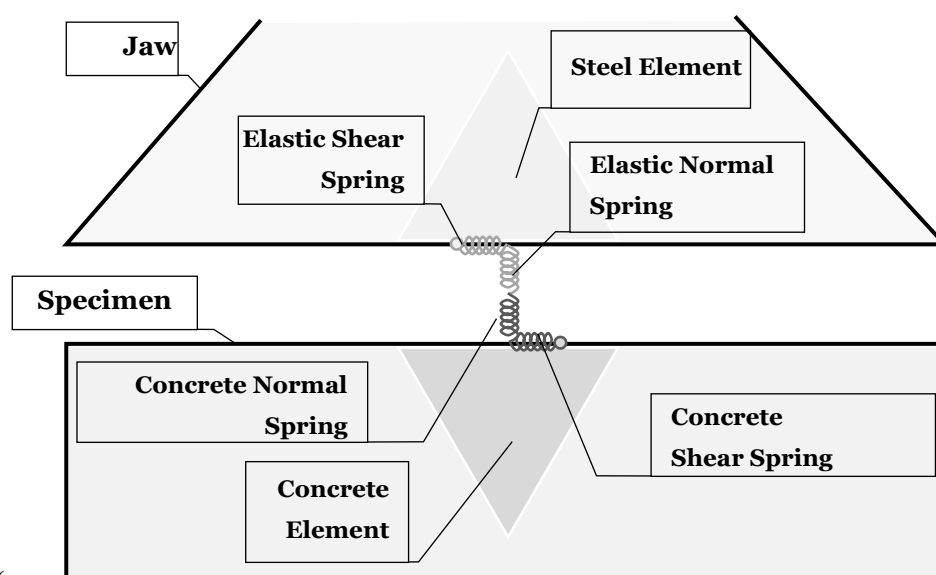 Jaw
Steel Element
Elastic Shear
Spring
Elastic Normal
Spring
Specimen
Concrete Normal
Spring
Concrete
Shear Spring
Concrete
Element